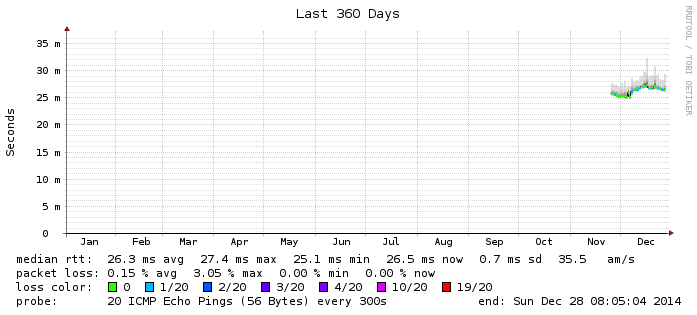 Last 360 Days
RRDTOOL / TOBI OETIKER
Seconds
35 m
30 m
25 m
20 m
15 m
10 m
5 m
0
Jan Feb Mar Apr May Jun Jul Aug Sep Oct Nov Dec
median rtt: 26.3 ms avg 27.4 ms max 25.1 ms min 26.5 ms now 0.7 ms sd 35.5 am/s
packet loss: 0.15 % avg 3.05 % max 0.00 % min 0.00 % now
loss color: 0 1/20 2/20 3/20 4/20 10/20 19/20
probe: 20 ICMP Echo Pings (56 Bytes) every 300s end: Sun Dec 28 08:05:04 2014